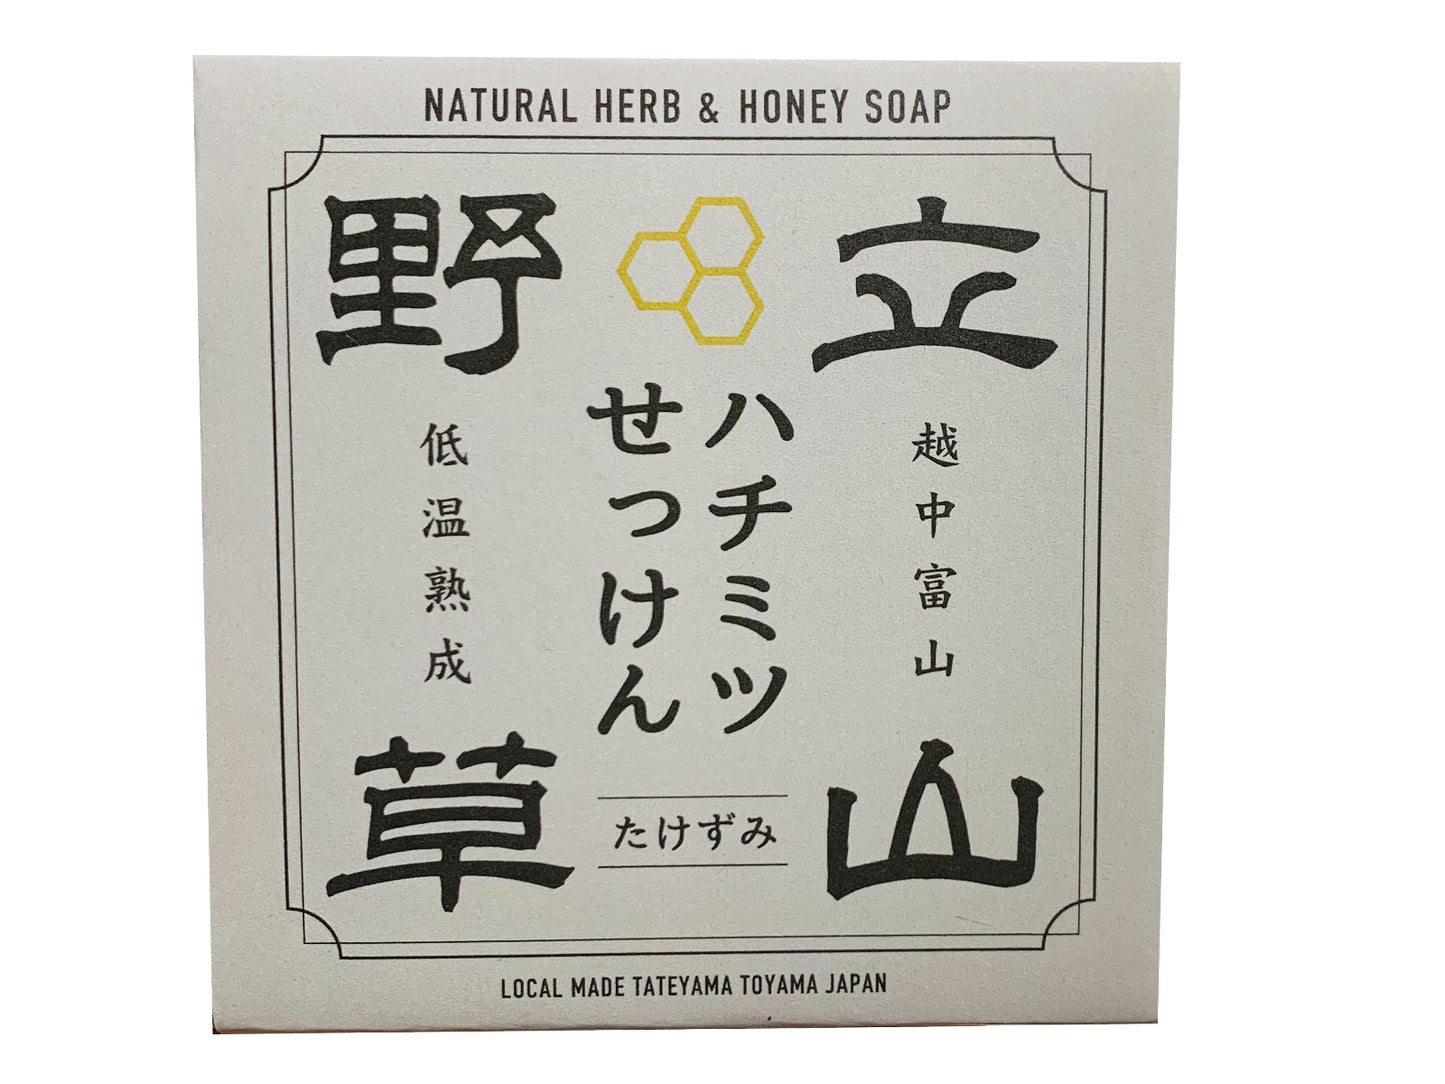 NATURAL HERB & HONEY SOAP
立山
越中富山
ハチミツ
せっけん
たけずみ
野草
低温熟成
LOCAL MADE TATEYAMA TOYAMA JAPAN